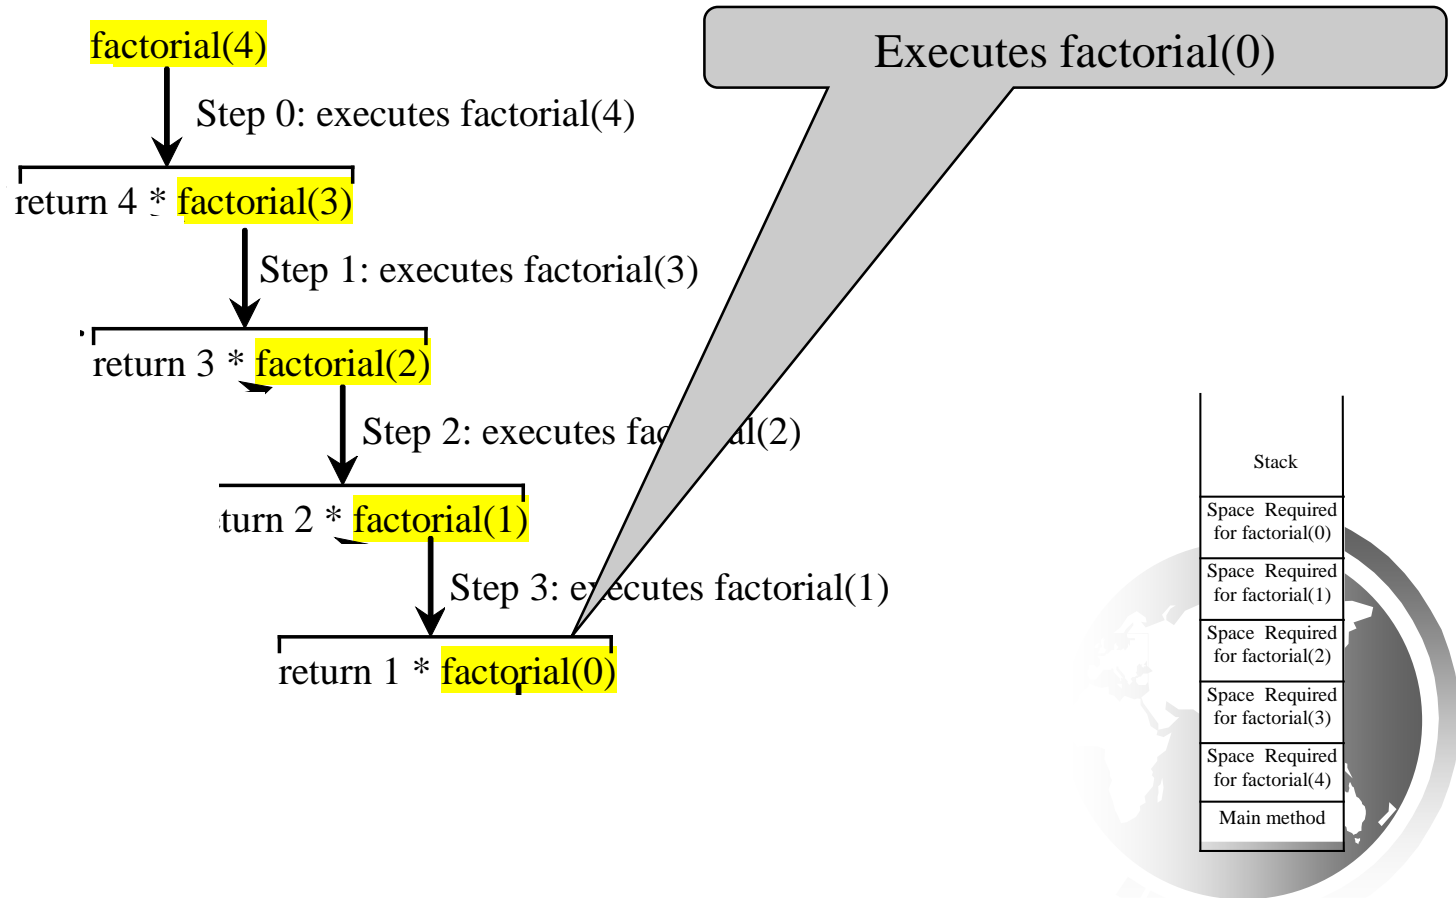 factorial(4)
Executes factorial(0)
Step 0: executes factorial(4)
return 4 * factorial(3)
Step 1: executes factorial(3)
return 3 * factorial(2)
Step 2: executes fac al(2)
turn 2 * factorial(1)
Step 3: executes factorial(1)
return 1 * factorial(0)
Stack
Space Required
for factorial(0)
Space Required
for factorial(1)
Space Required
for factorial(2)
Space Required
for factorial(3)
Space Required
for factorial(4)
Main method